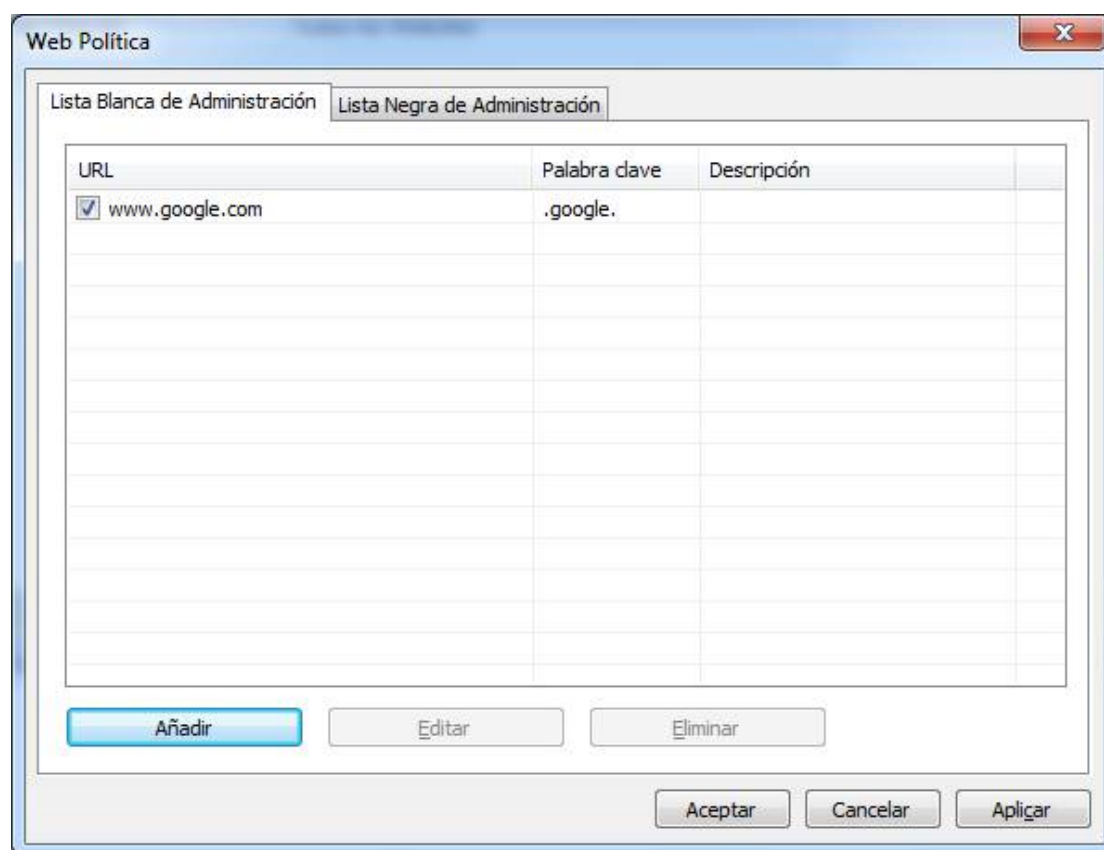 Web Política
Lista Blanca de Administración Lista Negra de Administración
URL Palabra clave Descripción
www.google.com .google.
Añadir Editar Eliminar
Aceptar Cancelar Aplicar